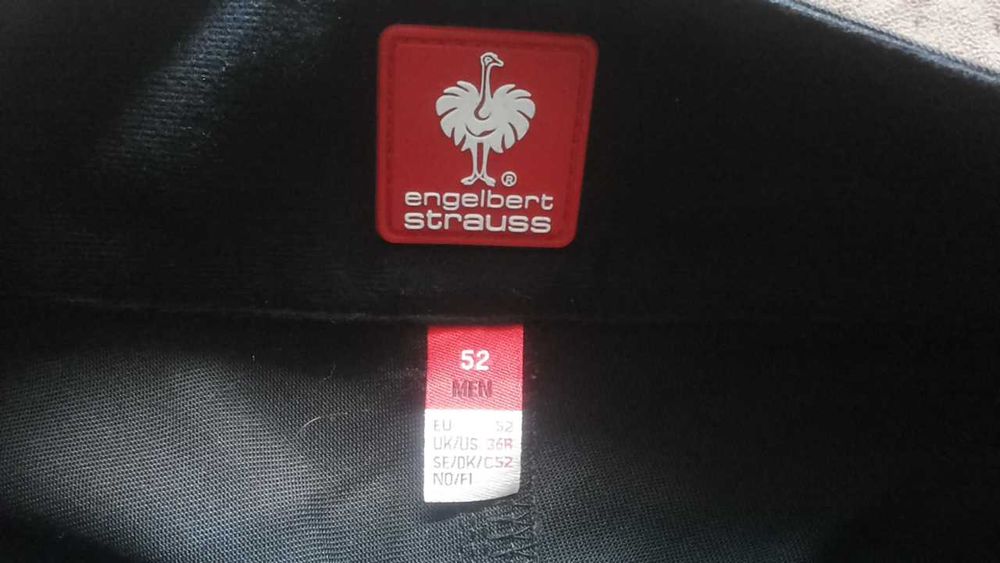 ®
engelbert
strauss
52
MEN
EU 52
UK/US 36R
SE/DK/ C52
NO/FI